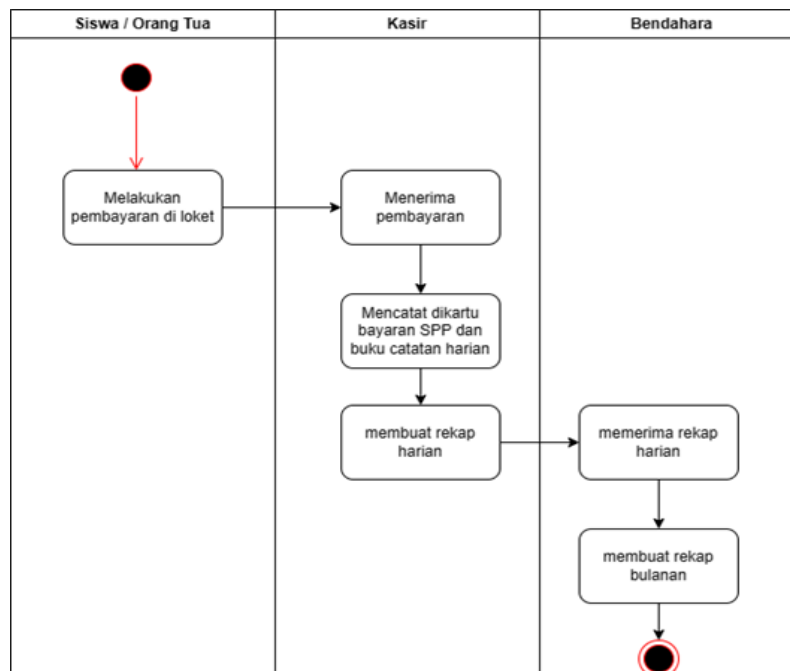 Siswa / Orang Tua
Kasir
Bendahara
Melakukan
pembayaran di loket
Menerima
pembayaran
Mencatat dikartu
bayaran SPP dan
buku catatan harian
membuat rekap
harian
memerima rekap
harian
membuat rekap
bulanan